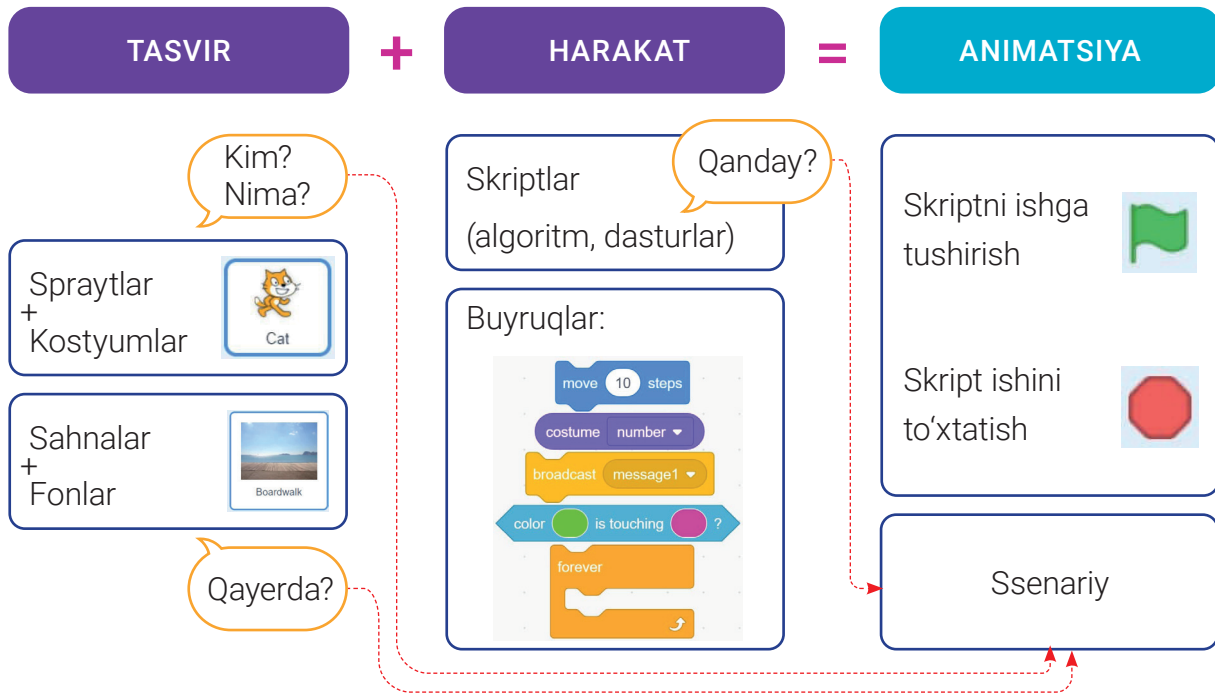 TASVIR
+
HARAKAT
=
ANIMATSIYA
Kim?
Nima?
Spraytlar
+
Kostyumlar
Cat
Sahnalar
+
Fonlar
Boardwalk
Qayerda?
Skriptlar
(algoritm, dasturlar)
Qanday?
Buyruqlar:
move 10 steps
costume number
broadcast message1
color is touching ?
forever
Skriptni ishga
tushirish
Skript ishini
to‘xtatish
Ssenariy